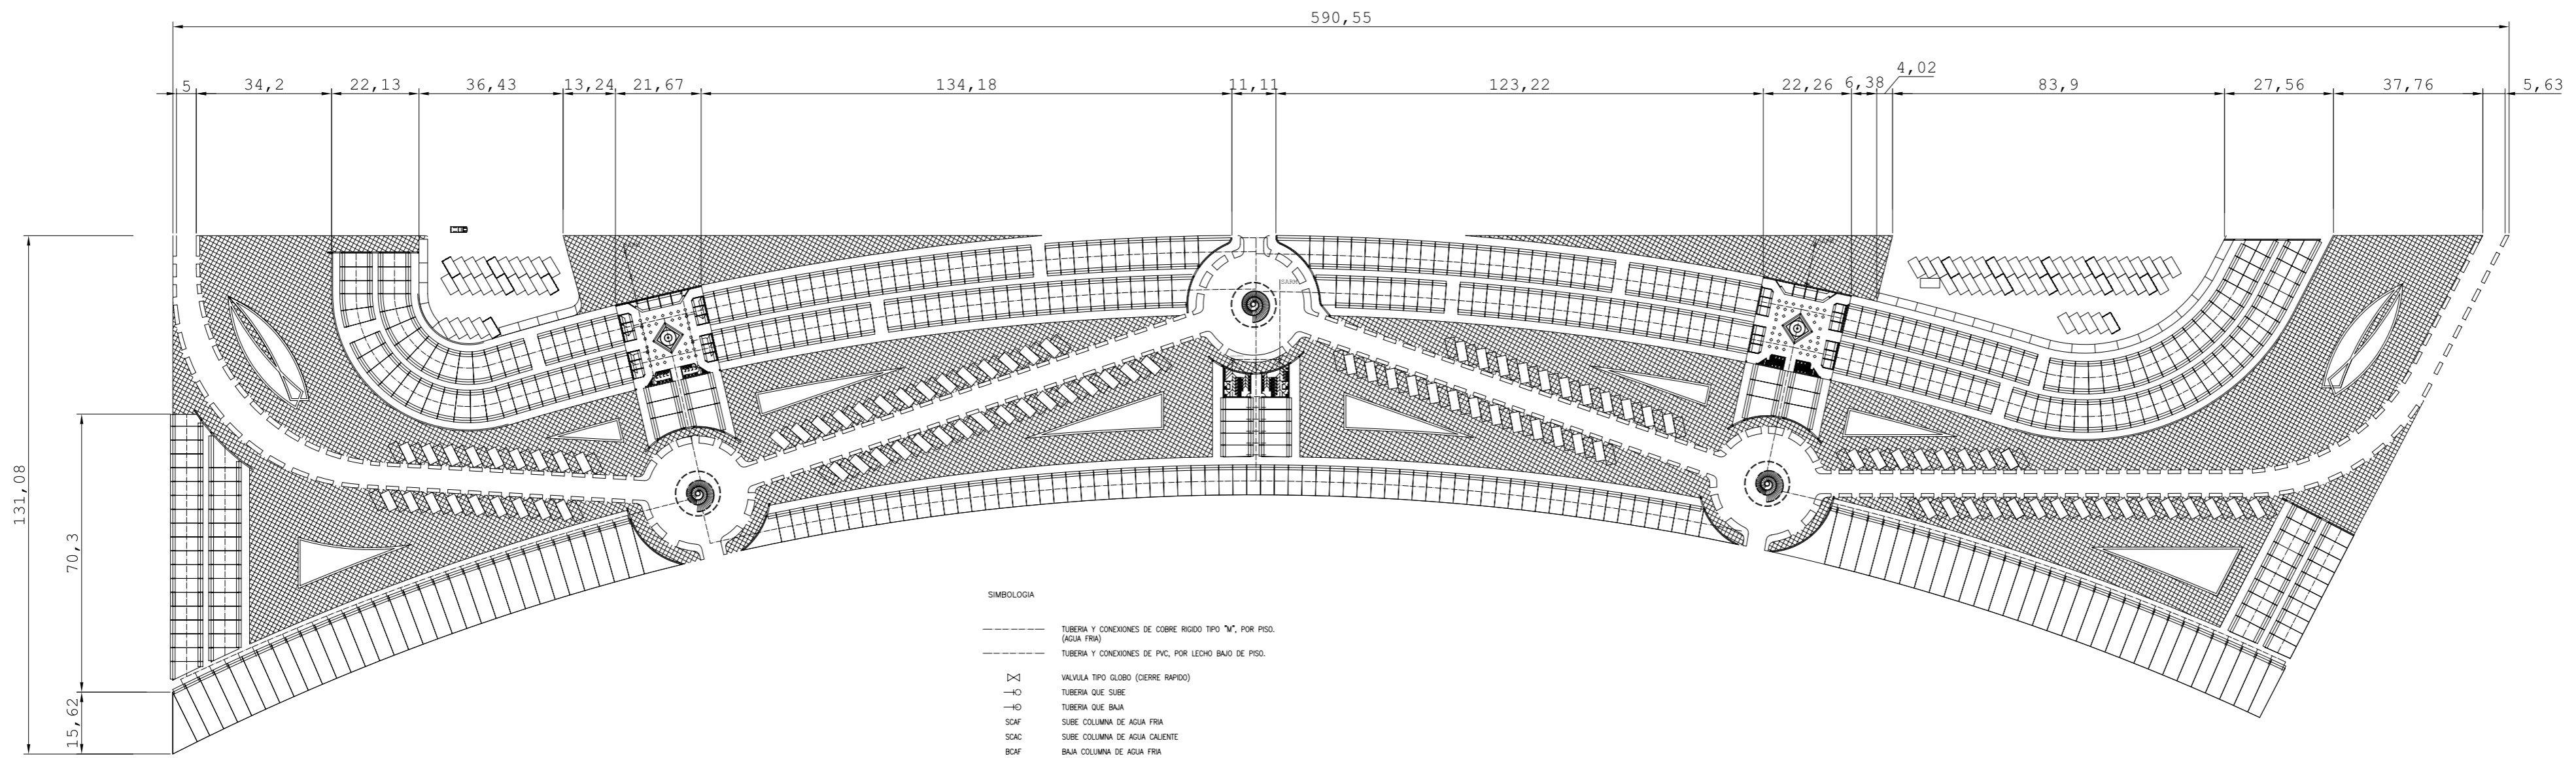 590,55
4,02
5
34,2
22,13
36,43
13,24
21,67
134,18
11,11
123,22
22,26
6,38
83,9
27,56
37,76
5,63
131,08
70,3
15,62
SIMBOLOGIA
TUBERIA Y CONEXIONES DE COBRE RIGIDO TIPO "M", POR PISO.
(AGUA FRIA)
TUBERIA Y CONEXIONES DE PVC, POR LECHO BAJO DE PISO.
VALVULA TIPO GLOBO (CIERRE RAPIDO)
TUBERIA QUE SUBE
TUBERIA QUE BAJA
SCAF SUBE COLUMNA DE AGUA FRIA
SCAC SUBE COLUMNA DE AGUA CALIENTE
BCAF BAJA COLUMNA DE AGUA FRIA